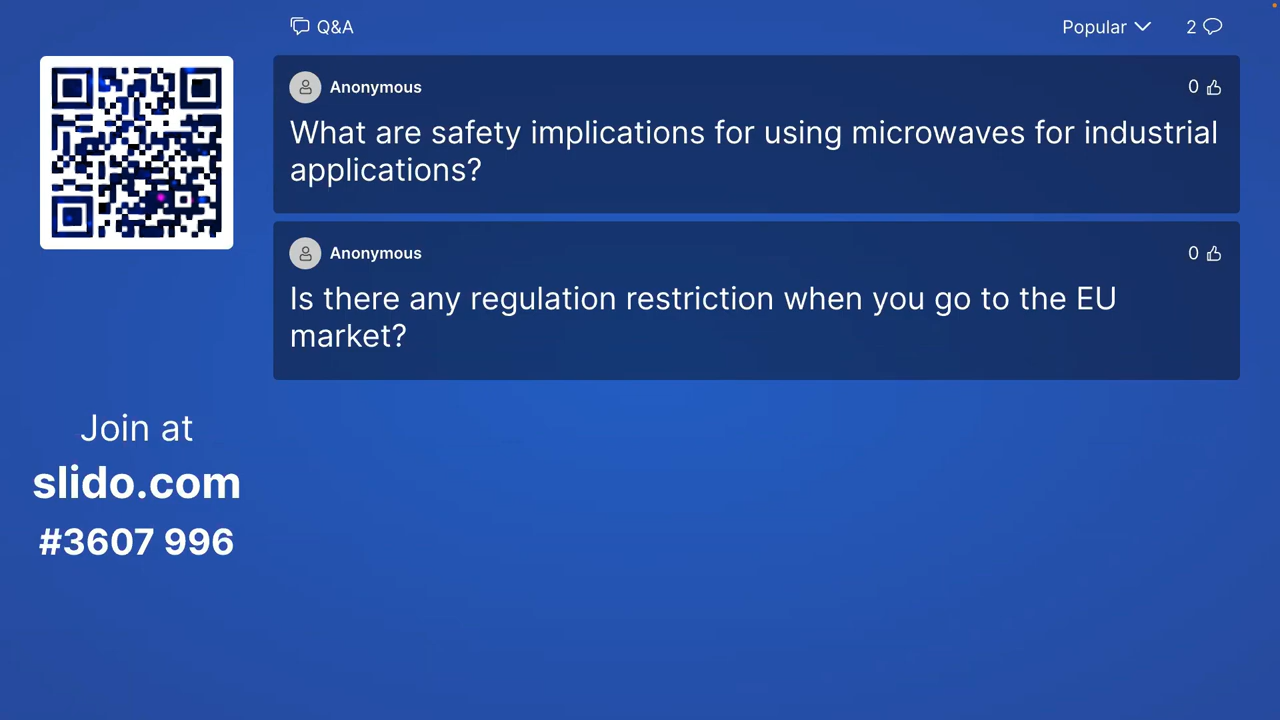 Q&A
Popular
2
Anonymous
0
What are safety implications for using microwaves for industrial
applications?
Anonymous
0
Is there any regulation restriction when you go to the EU
market?
Join at
slido.com
#3607 996